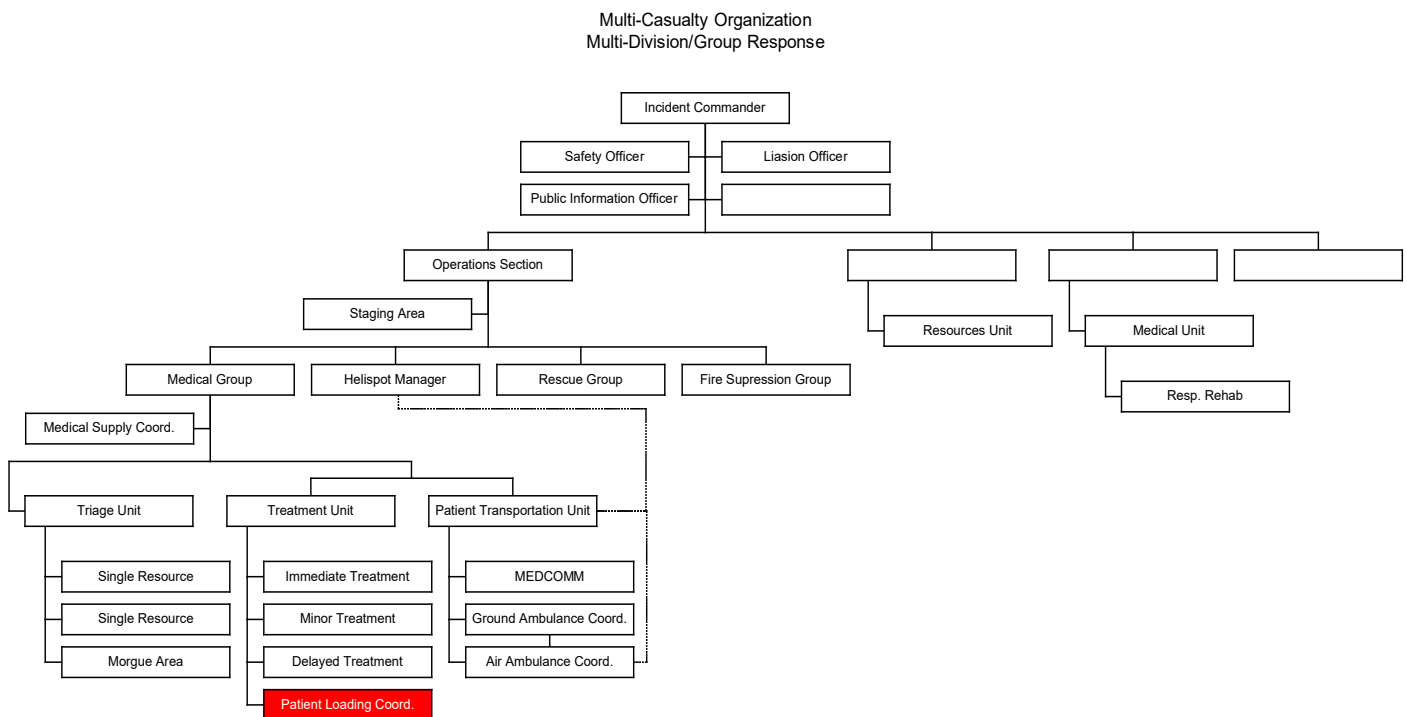 Multi-Casualty Organization
Multi-Division/Group Response
Incident Commander
Safety Officer
Liasion Officer
Public Information Officer
Operations Section
Staging Area
Resources Unit
Medical Unit
Medical Group
Helispot Manager
Rescue Group
Fire Supression Group
Resp. Rehab
Medical Supply Coord.
Triage Unit
Treatment Unit
Patient Transportation Unit
Single Resource
Immediate Treatment
MEDCOMM
Single Resource
Minor Treatment
Ground Ambulance Coord.
Morgue Area
Delayed Treatment
Air Ambulance Coord.
Patient Loading Coord.